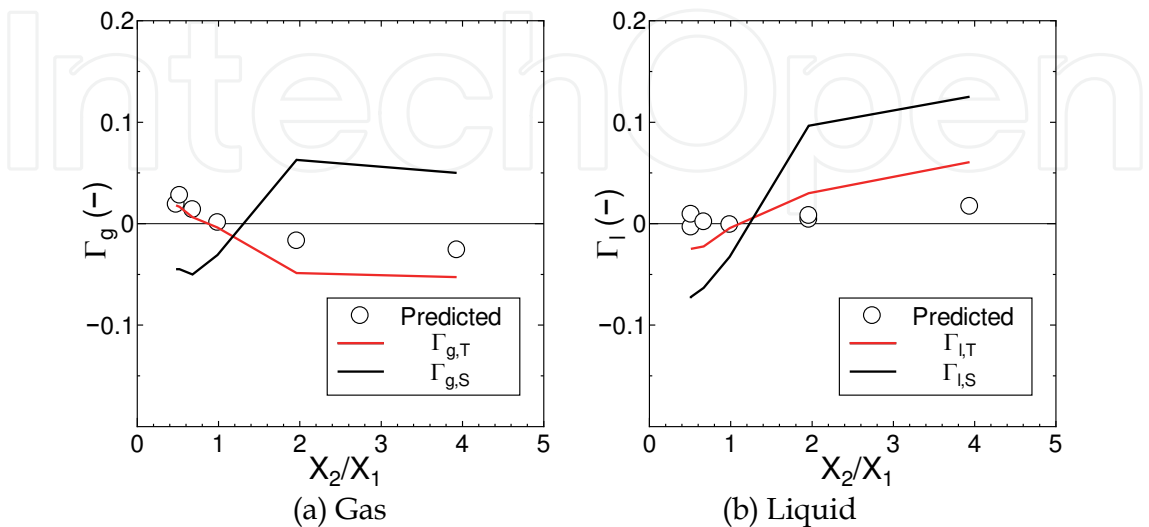 IntechOpen
0.2
0.1
0
−0.1
Γg (−)
Predicted
Γg,T
Γg,S
0 1 2 3 4 5
X2/X1
(a) Gas
0.2
0.1
0
−0.1
Γl (−)
Predicted
Γl,T
Γl,S
0 1 2 3 4 5
X2/X1
(b) Liquid